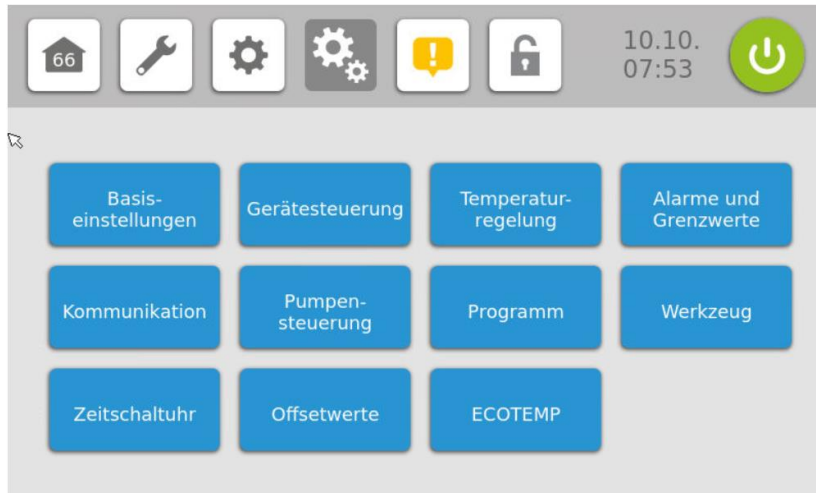 66
!
10.10.
07:53
Basis-
einstellungen
Gerätesteuerung
Temperatur-
regelung
Alarme und
Grenzwerte
Kommunikation
Pumpen-
steuerung
Programm
Werkzeug
Zeitschaltuhr
Offsetwerte
ECOTEMP